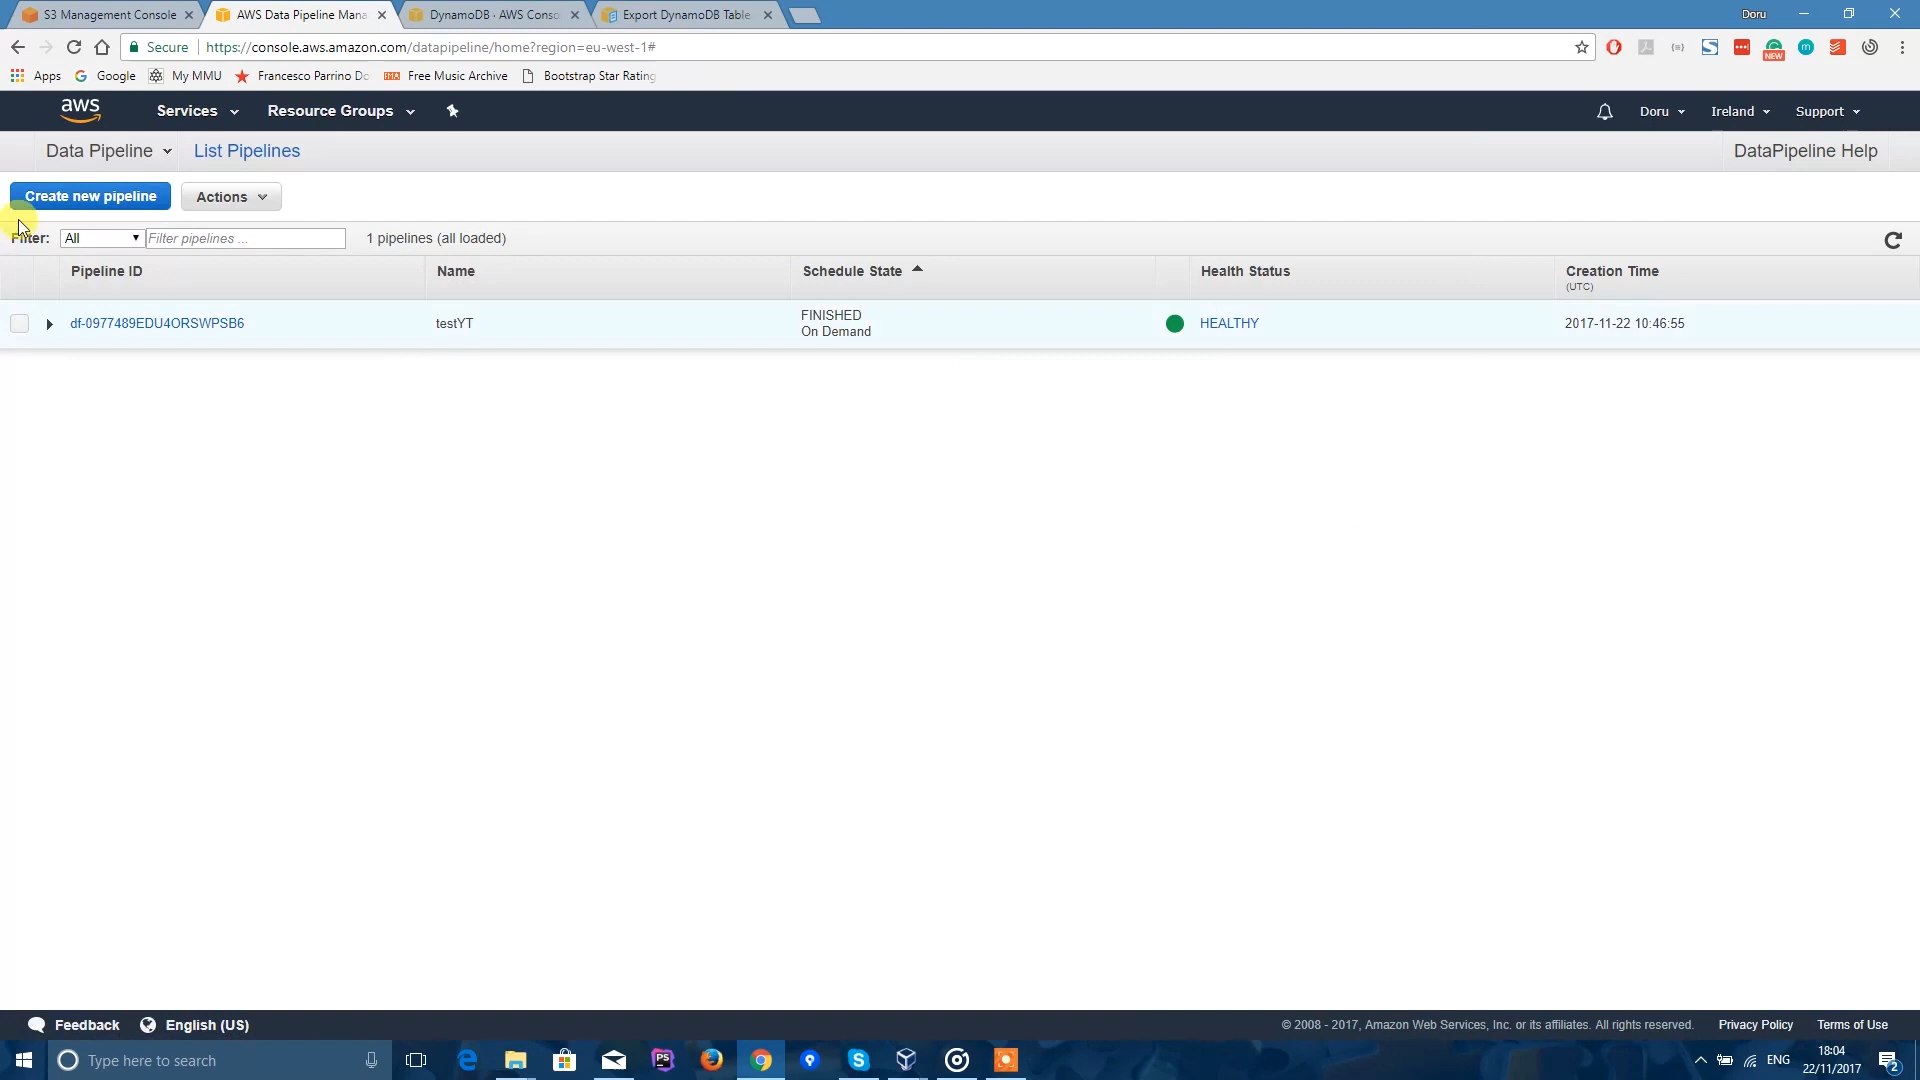 S3 Management Console
AWS Data Pipeline Mana
DynamoDB · AWS Conso
Export DynamoDB Table
Doru
Secure https://console.aws.amazon.com/datapipeline/home?region=eu-west-1#
NEW
Apps Google My MMU Francesco Parrino Do Free Music Archive Bootstrap Star Rating
aws Services Resource Groups Doru Ireland Support
Data Pipeline List Pipelines DataPipeline Help
Create new pipeline Actions
Filter: All Filter pipelines ... 1 pipelines (all loaded)
Pipeline ID Name Schedule State Health Status Creation Time
(UTC)
df-0977489EDU4ORSWPSB6 testYT FINISHED HEALTHY 2017-11-22 10:46:55
On Demand
Feedback English (US) © 2008 - 2017, Amazon Web Services, Inc. or its affiliates. All rights reserved. Privacy Policy Terms of Use
Type here to search PS ENG 18:04
22/11/2017 2